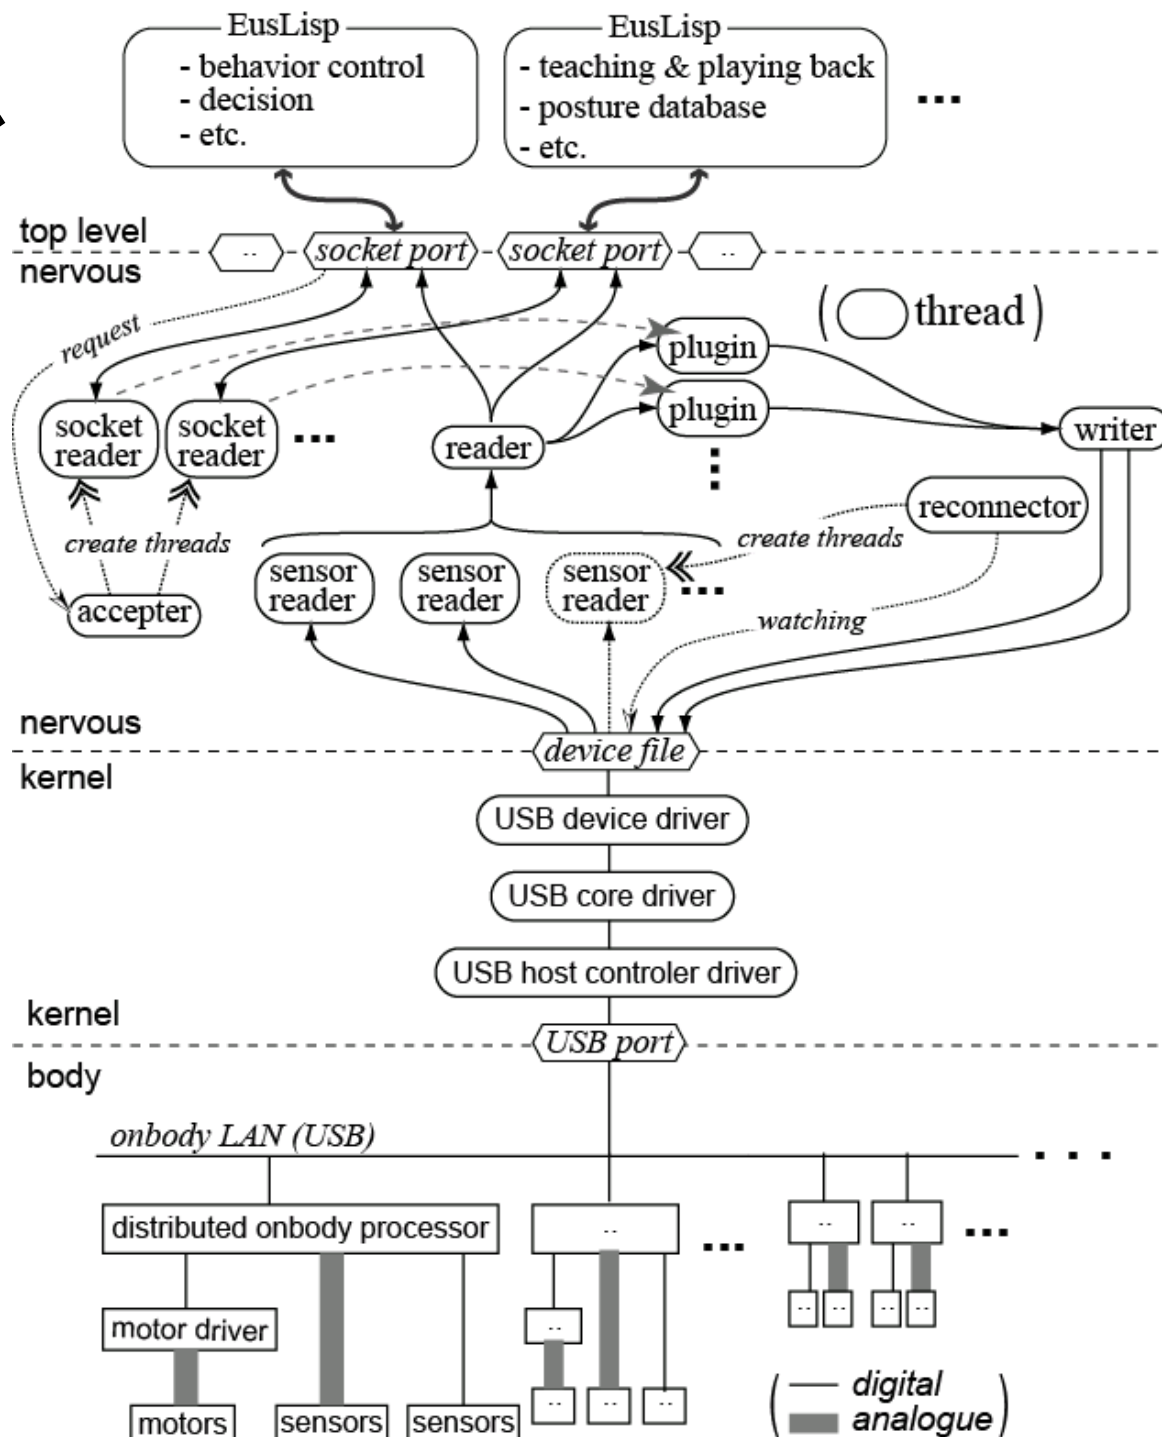 EusLisp
- behavior control
- decision
- etc.
EusLisp
- teaching & playing back
- posture database
- etc.
...
top level
nervous
..
socket port
socket port
..
request
(thread)
plugin
plugin
socket
reader
socket
reader
...
reader
writer
reconnector
create threads
create threads
sensor
reader
sensor
reader
sensor
reader
...
accepter
watching
nervous
kernel
device file
USB device driver
USB core driver
USB host controler driver
kernel
body
USB port
onbody LAN (USB)
...
distributed onbody processor
..
...
..
..
...
motor driver
..
..
..
..
..
motors
sensors
sensors
..
..
..
(digital
analogue)